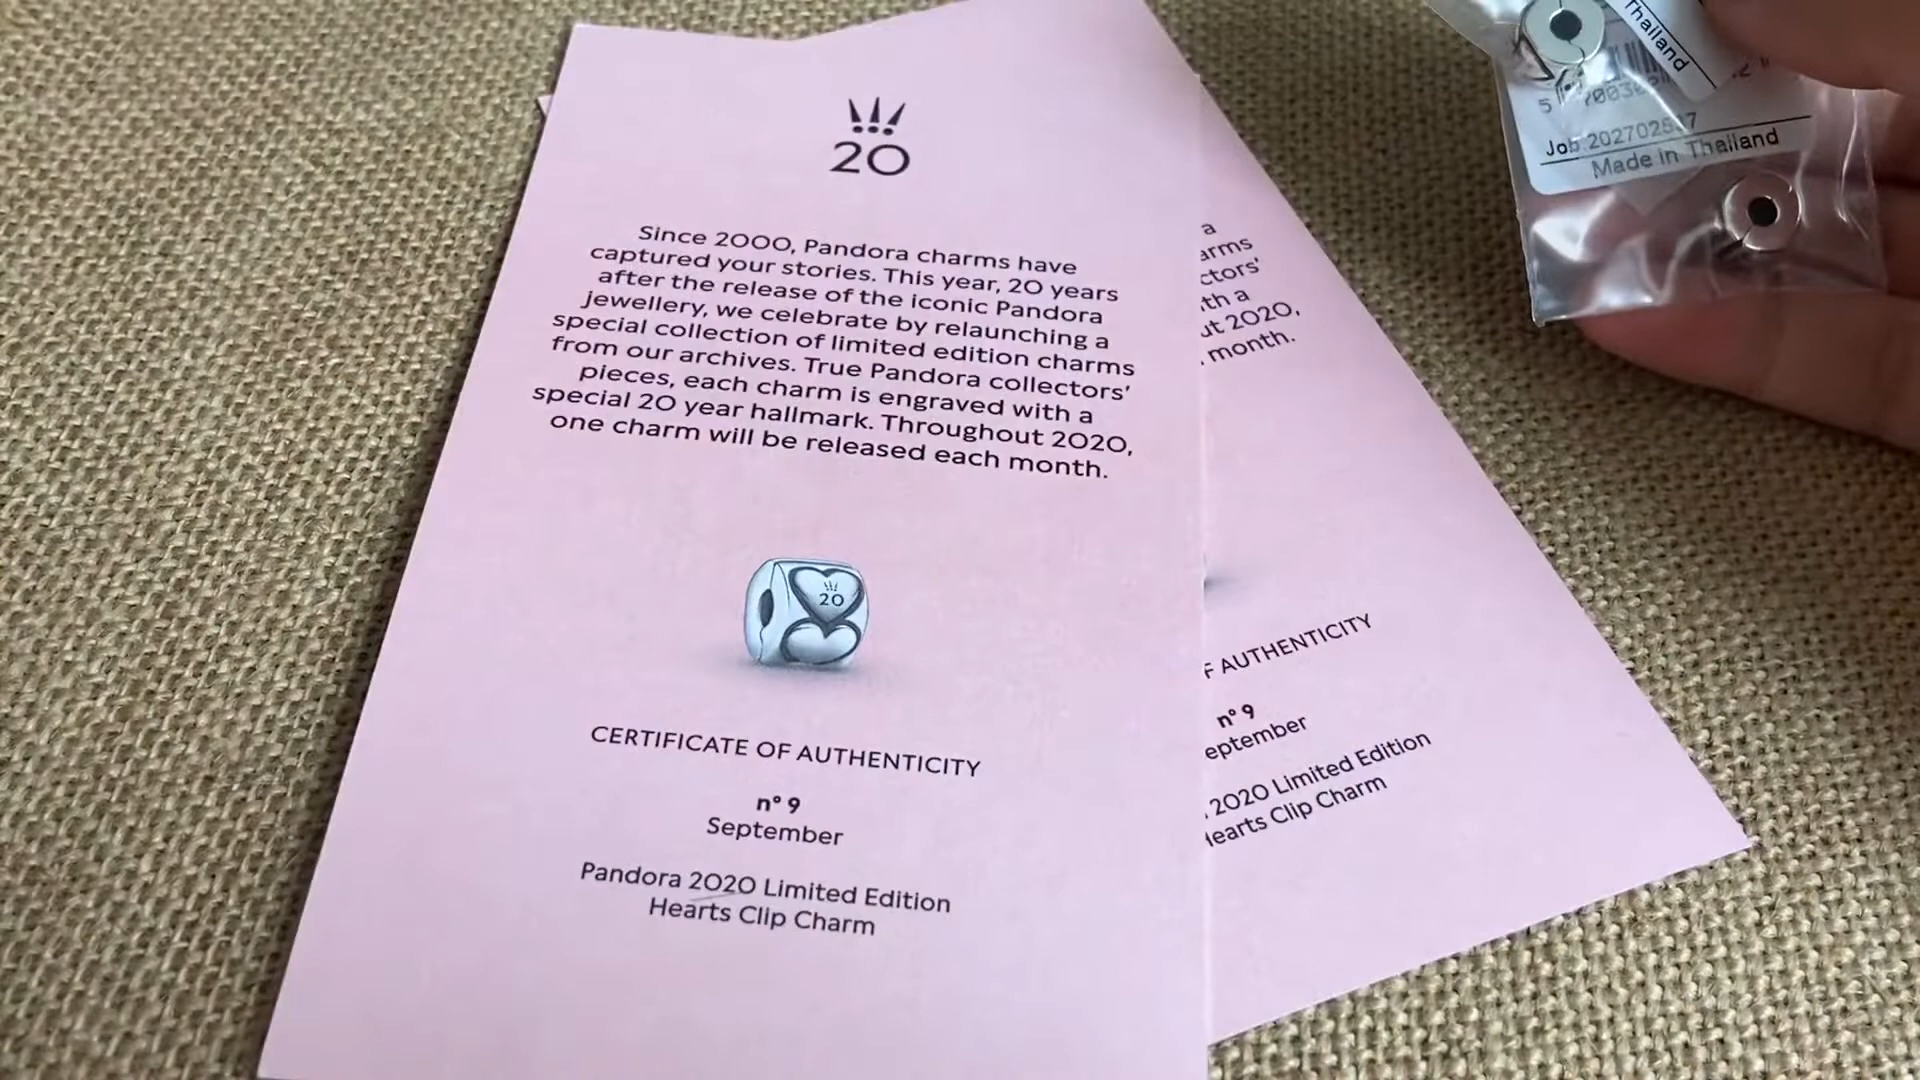 20
Since 2000, Pandora charms have
captured your stories. This year, 20 years
after the release of the iconic Pandora
jewellery, we celebrate by relaunching a
special collection of limited edition charms
from our archives. True Pandora collectors'
pieces, each charm is engraved with a
special 20 year hallmark. Throughout 2020,
one charm will be released each month.
20
CERTIFICATE OF AUTHENTICITY
n° 9
September
Pandora 2020 Limited Edition
Hearts Clip Charm
a
arms
ctors'
th a
ut 2020,
month.
F AUTHENTICITY
n° 9
eptember
2020 Limited Edition
Hearts Clip Charm
Thailand
Job:
Made in Thailand